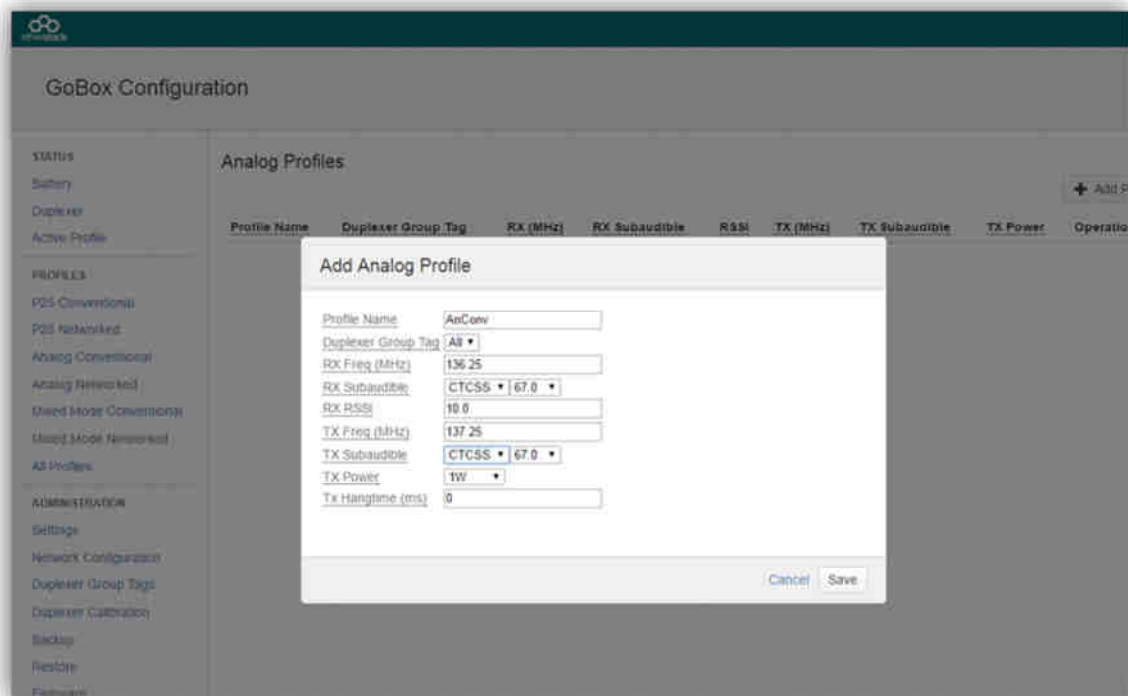 GoBox Configuration
STATUS
Battery
Duplexer
Active Profile
PROFILES
P25 Conventional
P25 Networked
Analog Conventional
Analog Networked
Mixed Mode Conventional
Mixed Mode Networked
All Profiles
ADMINISTRATION
Settings
Network Configuration
Duplexer Group Tags
Duplexer Calibration
Backup
Restore
Firmware
Analog Profiles
Add P
Profile Name Duplexer Group Tag RX (MHz) RX Subaudible RSSI TX (MHz) TX Subaudible TX Power Operatio
Add Analog Profile
Profile Name AnConv
Duplexer Group Tag All
RX Freq (MHz) 136.25
RX Subaudible CTCSS 67.0
RX RSSI 10.0
TX Freq (MHz) 137.25
TX Subaudible CTCSS 67.0
TX Power 1W
Tx Hangtime (ms) 0
Cancel Save